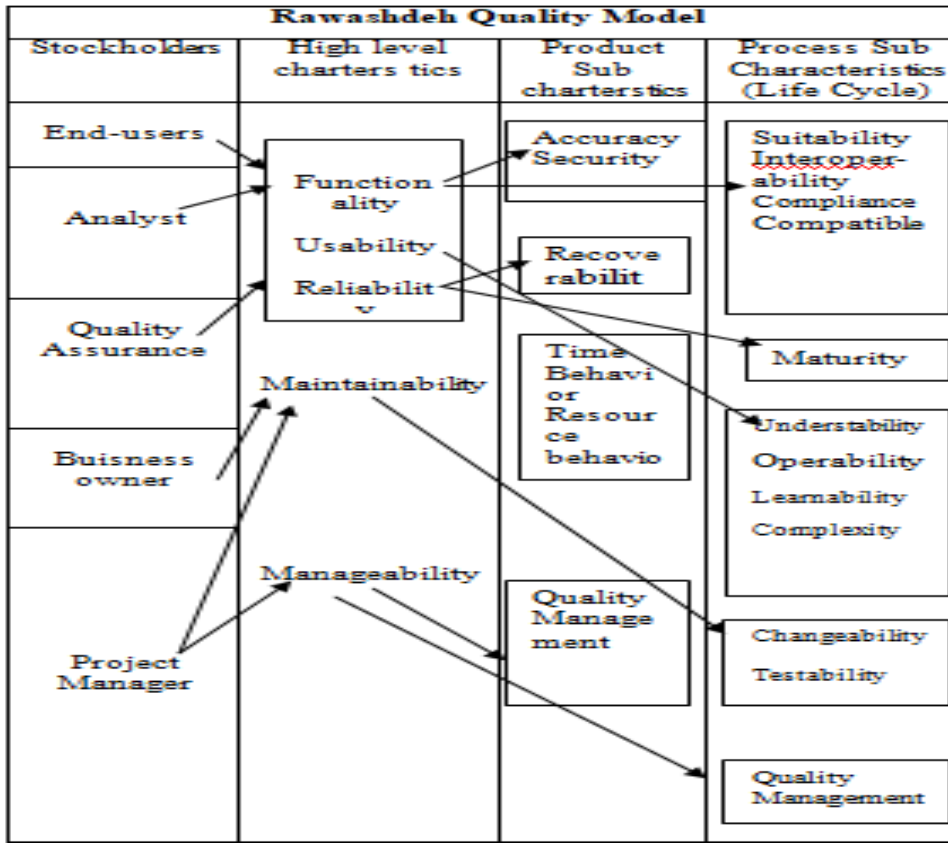 Rawashdeh Quality Model
Stockholders
High level
charters tics
Product
Sub
charterstics
Process Sub
Characteristics
(Life Cycle)
End-users
Analyst
Quality
Assurance
Buisness
owner
Project
Manager
Function
ality
Usability
Reliabilit
y
Maintainability
Manageability
Accuracy
Security
Recove
rabilit
Time
Behavi
or
Resour
ce
behavio
Quality
Manage
ment
Suitability
Interoper-
ability
Compliance
Compatible
Maturity
Understability
Operability
Learnability
Complexity
Changeability
Testability
Quality
Management